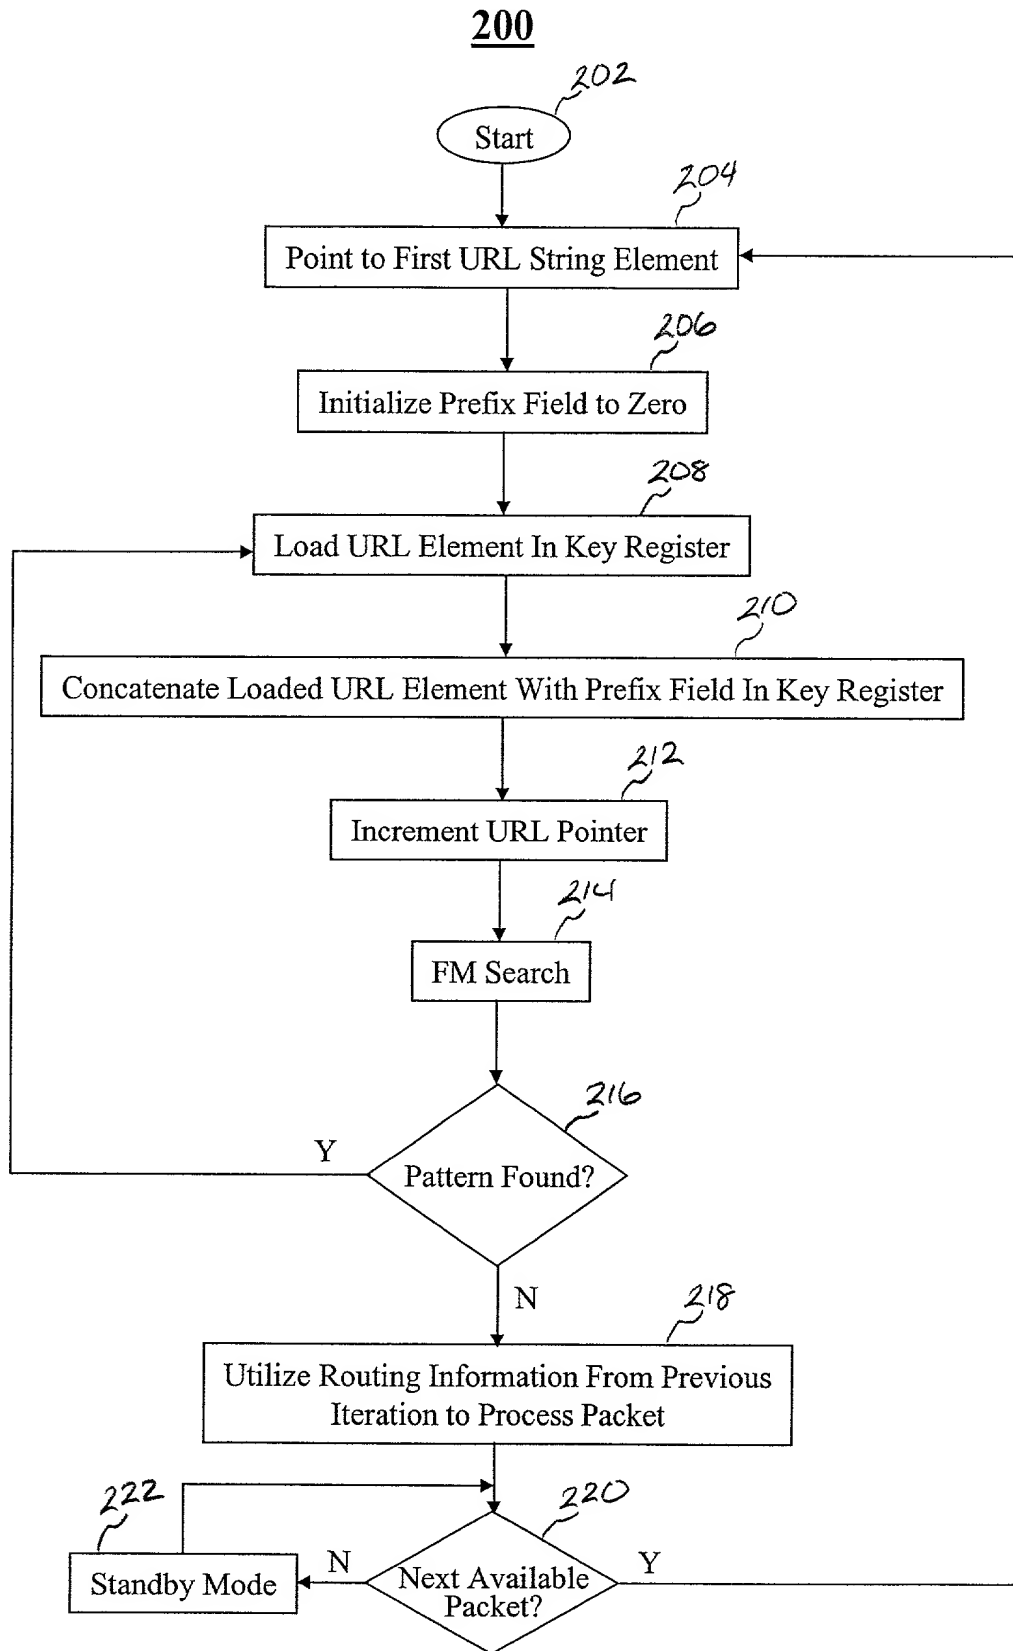 200
202
Start
204
Point to First URL String Element
206
Initialize Prefix Field to Zero
208
Load URL Element In Key Register
210
Concatenate Loaded URL Element With Prefix Field In Key Register
212
Increment URL Pointer
214
FM Search
216
Y
Pattern Found?
N
218
Utilize Routing Information From Previous
Iteration to Process Packet
222
220
Standby Mode
N
Next Available
Packet?
Y